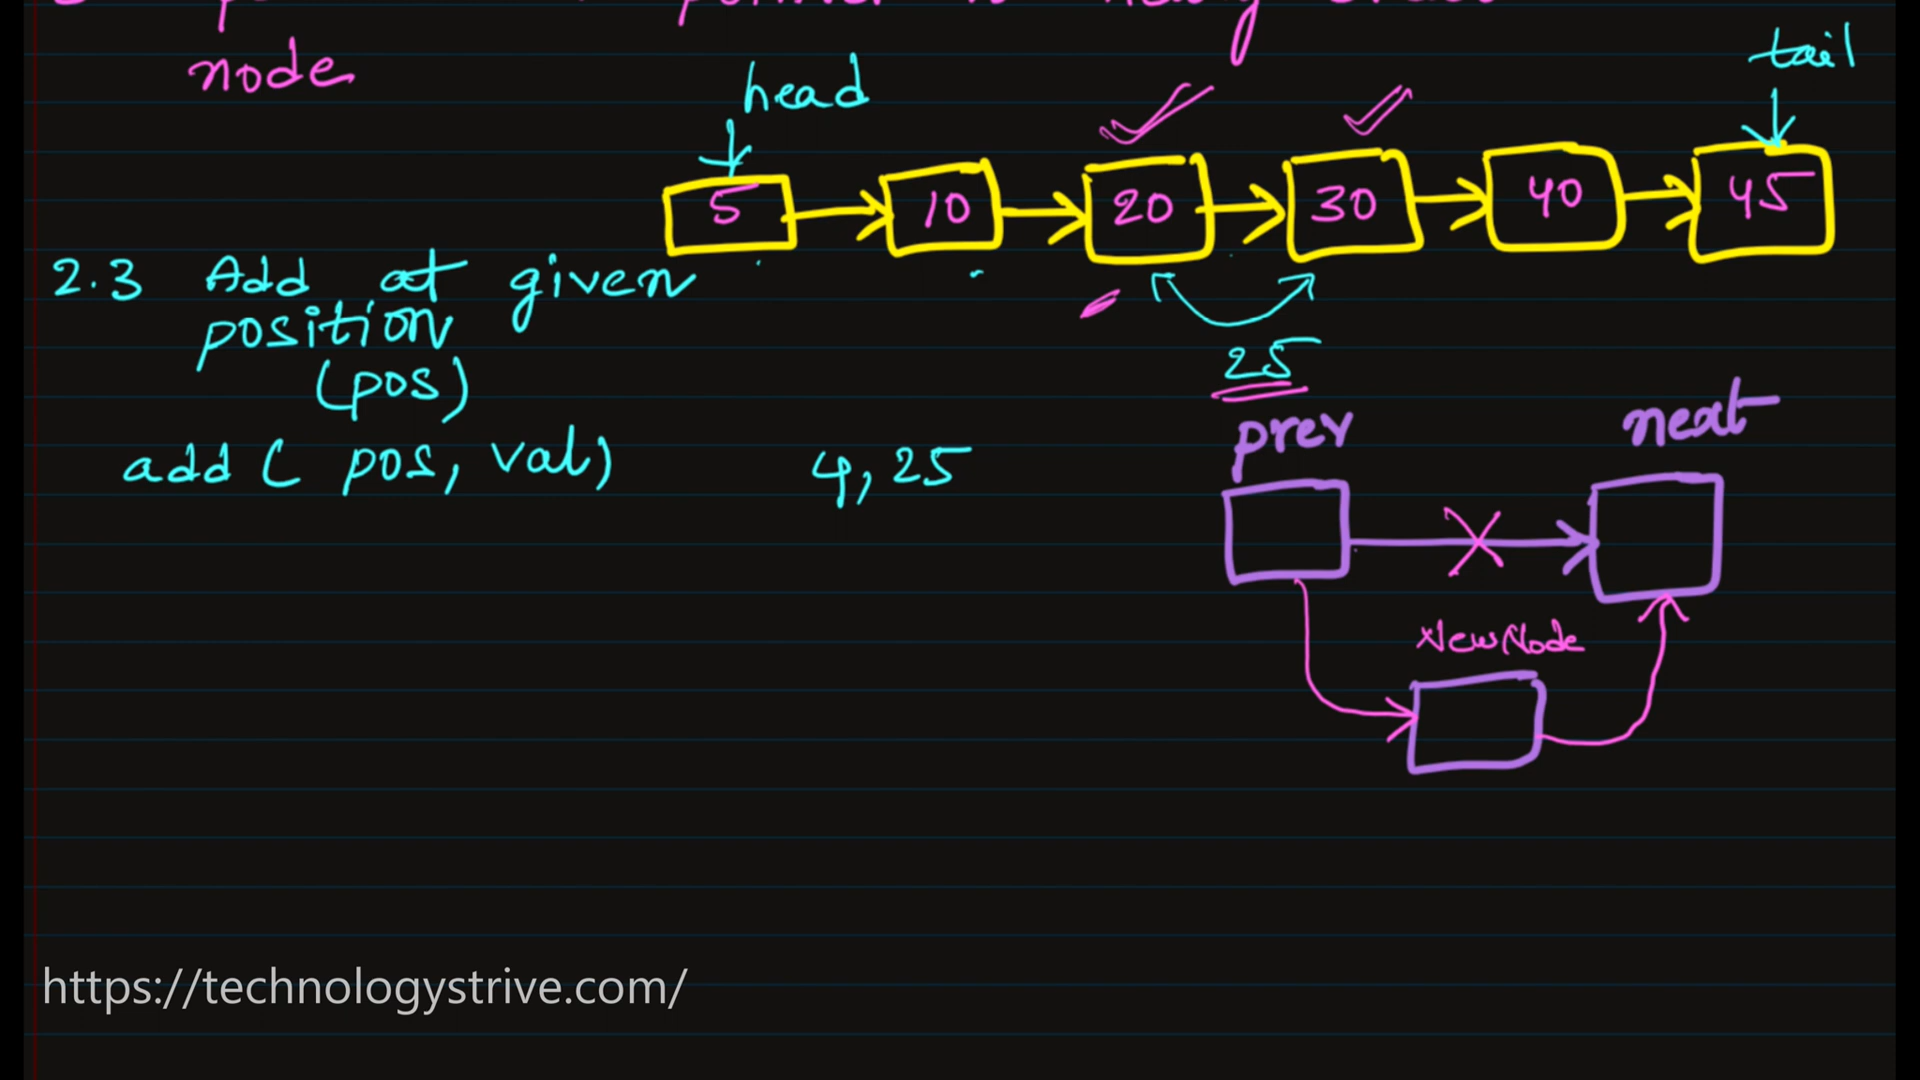 node
head
tail
5 10 20 30 40 45
2.3 Add at given
position
(pos)
25
prev next
add ( pos, val) 4, 25
NewNode
https://technologystrive.com/